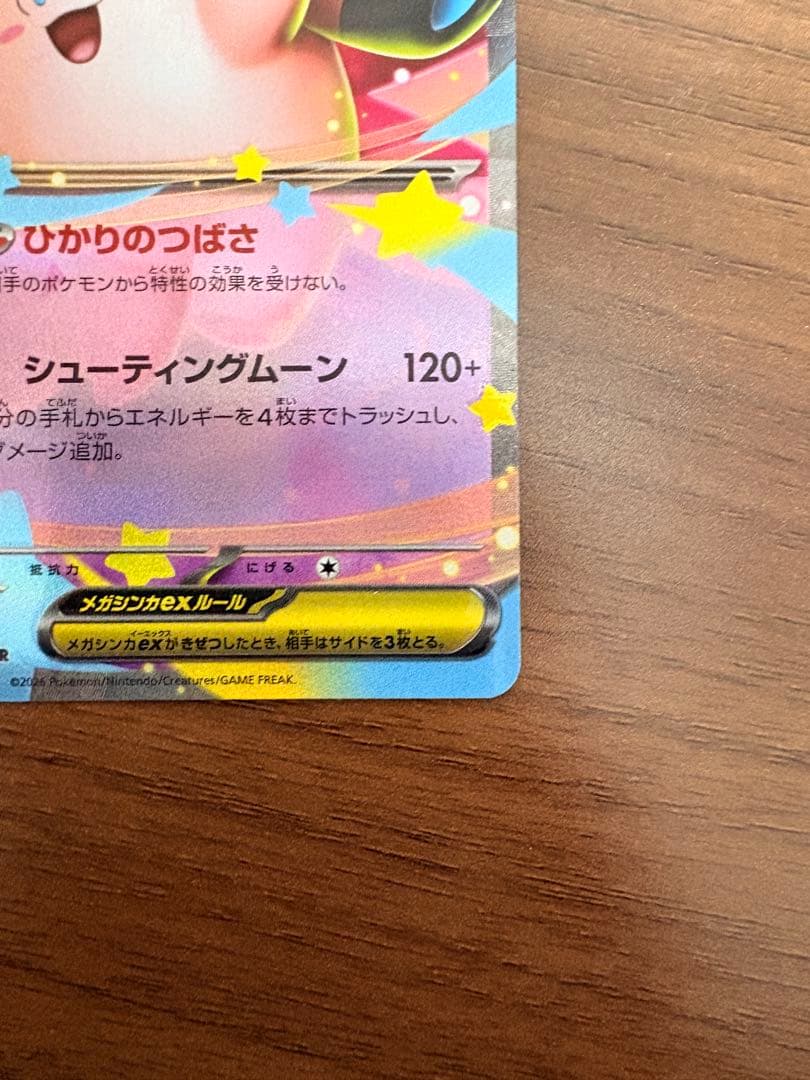 ひかりのつばさ
手のポケモンから特性の効果を受けない。
シューティングムーン 120+
分の手札からエネルギーを4枚までトラッシュし、
ダメージ追加。
抵抗力 にげる
メガシンカexルール
メガシンカexがきぜつしたとき、相手はサイドを3枚とる。
R
©2026 Pokémon/Nintendo/Creatures/GAME FREAK.